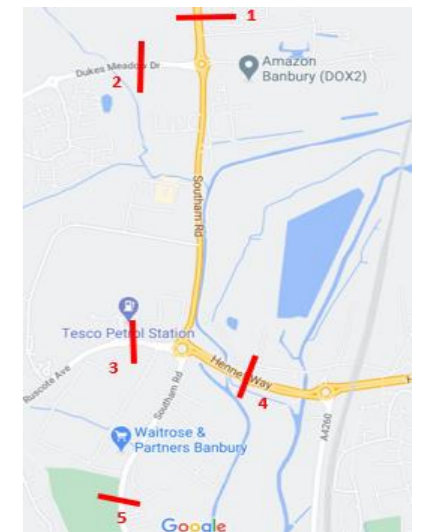 1
Amazon
Banbury (DOX2)
Dukes Meadow Dr
2
Southam Rd
Tesco Petrol Station
3
Hennef Way
H
Ruscote Ave
Southam Rd
4
A4260
Waitrose &
Partners Banbury
5
Google